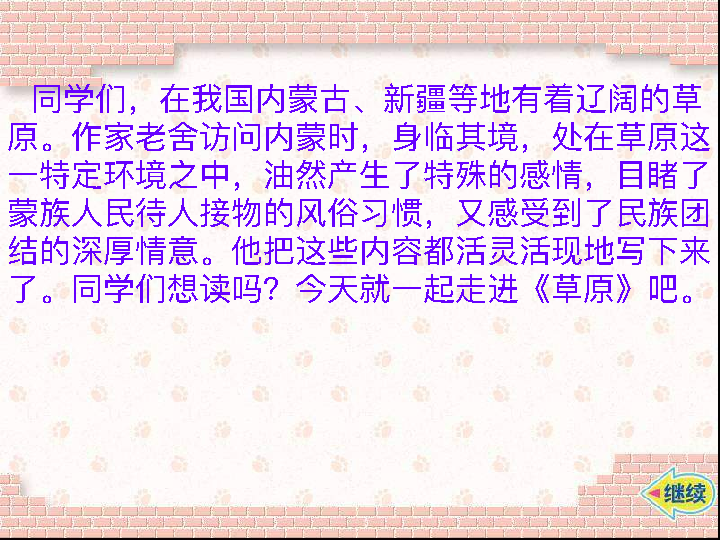 同学们，在我国内蒙古、新疆等地有着辽阔的草
原。作家老舍访问内蒙时，身临其境，处在草原这
一特定环境之中，油然产生了特殊的感情，目睹了
蒙族人民待人接物的风俗习惯，又感受到了民族团
结的深厚情意。他把这些内容都活灵活现地写下来
了。同学们想读吗？今天就一起走进《草原》吧。
继续